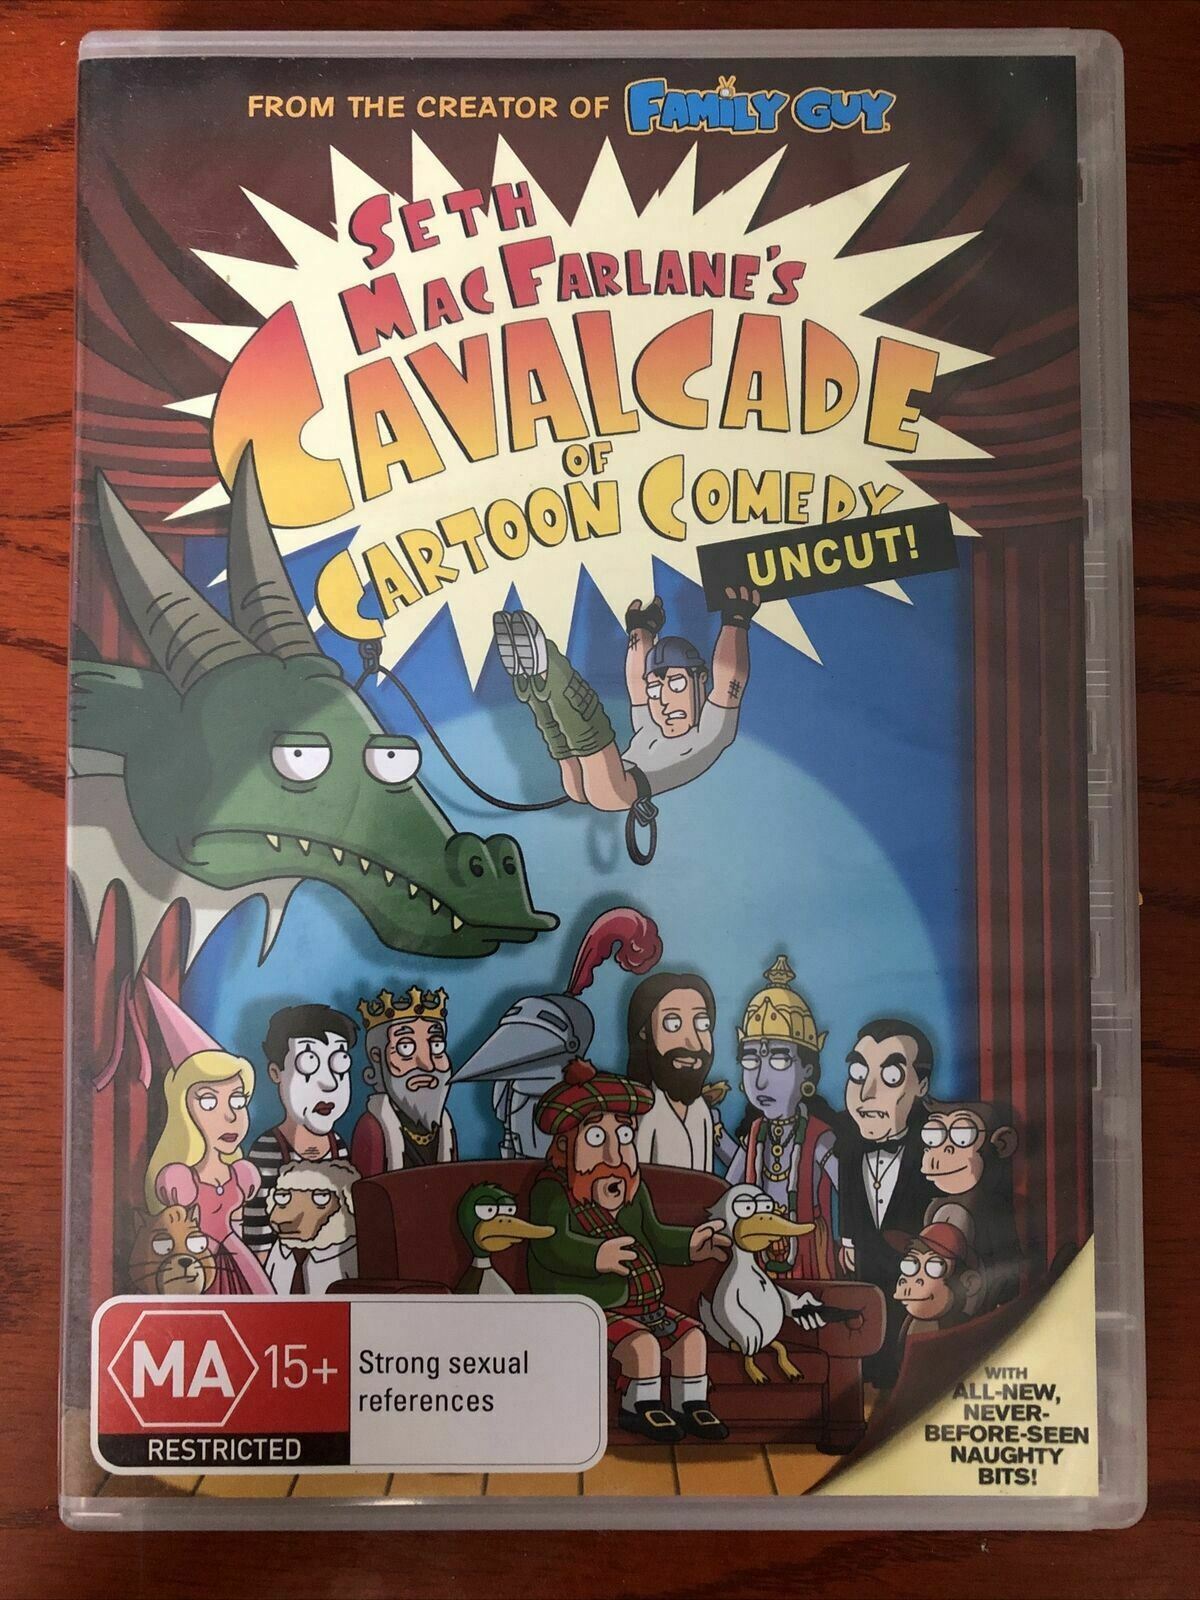 FROM THE CREATOR OF FAMILY GUY
SETH
MACFARLANE'S
CAVALCADE
OF
CARTOON COMEDY
UNCUT!
MA 15+
RESTRICTED
Strong sexual
references
WITH
ALL-NEW,
NEVER-
BEFORE-SEEN
NAUGHTY
BITS!